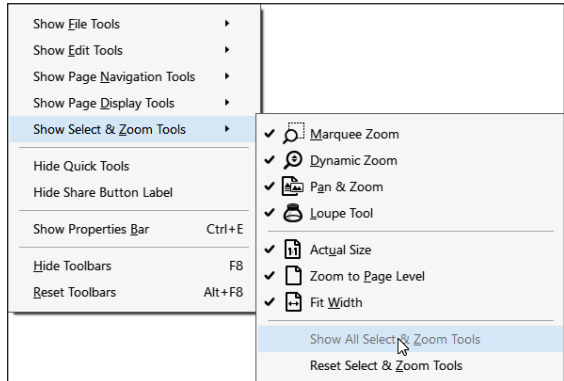 Show File Tools
Show Edit Tools
Show Page Navigation Tools
Show Page Display Tools
Show Select & Zoom Tools
Hide Quick Tools
Hide Share Button Label
Show Properties Bar Ctrl+E
Hide Toolbars F8
Reset Toolbars Alt+F8
Marquee Zoom
Dynamic Zoom
Pan & Zoom
Loupe Tool
1:1 Actual Size
Zoom to Page Level
Fit Width
Show All Select & Zoom Tools
Reset Select & Zoom Tools